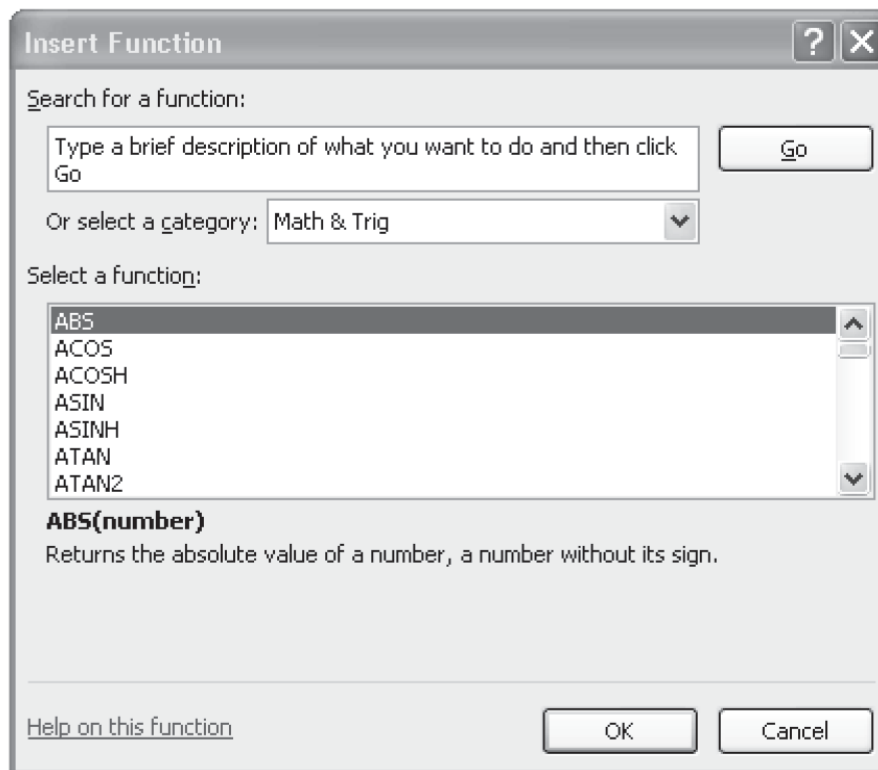 Insert Function
?
Search for a function:
Type a brief description of what you want to do and then click
Go
Go
Or select a category: Math & Trig
Select a function:
ABS
ACOS
ACOSH
ASIN
ASINH
ATAN
ATAN2
ABS(number)
Returns the absolute value of a number, a number without its sign.
Help on this function
OK Cancel